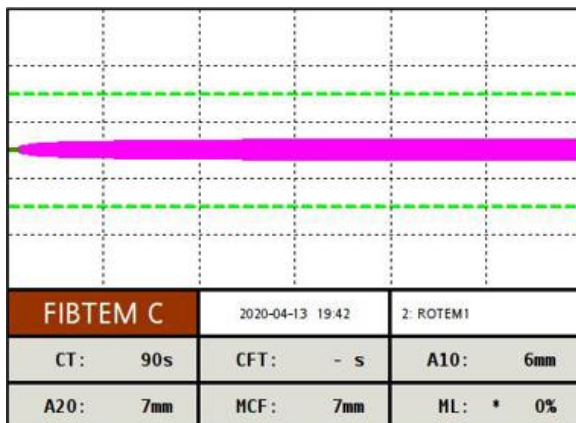 FIBTEM C 2020-04-13 19:42 2: ROTEM1
CT: 90s CFT: - s A10: 6mm
A20: 7mm MCF: 7mm ML: * 0%